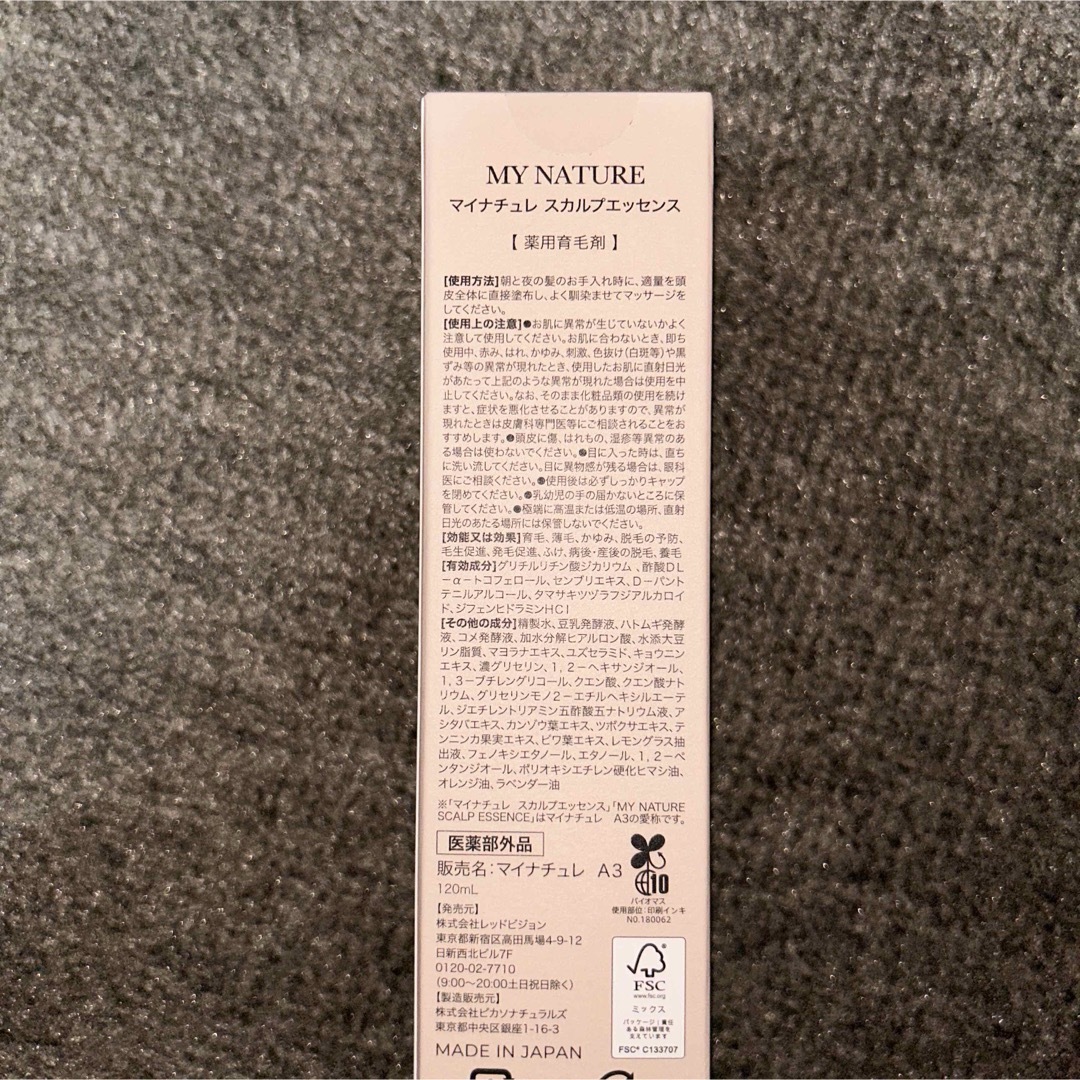 MY NATURE
マイナチュレ スカルプエッセンス
【 薬用育毛剤 】
[使用方法]朝と夜の髪のお手入れ時に、適量を頭
皮全体に直接塗布し、よく馴染ませてマッサージを
してください。
[使用上の注意]●お肌に異常が生じていないかよく
注意して使用してください。お肌に合わないとき、即ち
使用中、赤み、はれ、かゆみ、刺激、色抜け(白斑等)や黒
ずみ等の異常が現れたとき、使用したお肌に直射日光
があたって上記のような異常が現れた場合は使用を中
止してください。なお、そのまま化粧品類の使用を続け
ますと、症状を悪化させることがありますので、異常が
現れたときは皮膚科専門医等にご相談されることをお
すすめします。●頭皮に傷、はれもの、湿疹等異常のあ
る場合は使わないでください。●目に入った時は、直ち
に洗い流してください。目に異物感が残る場合は、眼科
医にご相談ください。●使用後は必ずしっかりキャップ
を閉めてください。●乳幼児の手の届かないところに保
管してください。●極端に高温または低温の場所、直射
日光のあたる場所には保管しないでください。
[効能又は効果]育毛、薄毛、かゆみ、脱毛の予防、
毛生促進、発毛促進、ふけ、病後・産後の脱毛、養毛
[有効成分]グリチルリチン酸ジカリウム 、酢酸DL
-α-トコフェロール、センブリエキス、D-パント
テニルアルコール、タマサキツヅラフジアルカロイ
ド、ジフェンヒドラミンHCl
[その他の成分]精製水、豆乳発酵液、ハトムギ発酵
液、コメ発酵液、加水分解ヒアルロン酸、水添大豆
リン脂質、マヨラナエキス、ユズセラミド、キョウニン
エキス、濃グリセリン、1,2-ヘキサンジオール、
1,3-ブチレングリコール、クエン酸、クエン酸ナト
リウム、グリセリンモノ2-エチルヘキシルエーテ
ル、ジエチレントリアミン五酢酸五ナトリウム液、ア
シタバエキス、カンゾウ葉エキス、ツボクサエキス、テ
ンニンカ果実エキス、ビワ葉エキス、レモングラス抽
出液、フェノキシエタノール、エタノール、1,2-ペ
ンタンジオール、ポリオキシエチレン硬化ヒマシ油、
オレンジ油、ラベンダー油
※「マイナチュレ スカルプエッセンス」「MY NATURE
SCALP ESSENCE」はマイナチュレ A3の愛称です。
医薬部外品
販売名:マイナチュレ A3
120mL
10
バイオマス
使用部位:印刷インキ
NO.180062
【発売元】
株式会社レッドビジョン
東京都新宿区高田馬場4-9-12
日新西北ビル7F
0120-02-7710
(9:00～20:00土日祝日除く)
【製造販売元】
株式会社ピカソナチュラルズ
東京都中央区銀座1-16-3
MADE IN JAPAN
FSC
www.fsc.org
ミックス
パッケージ|責任
ある森林管理を
支えています
FSC® C133707